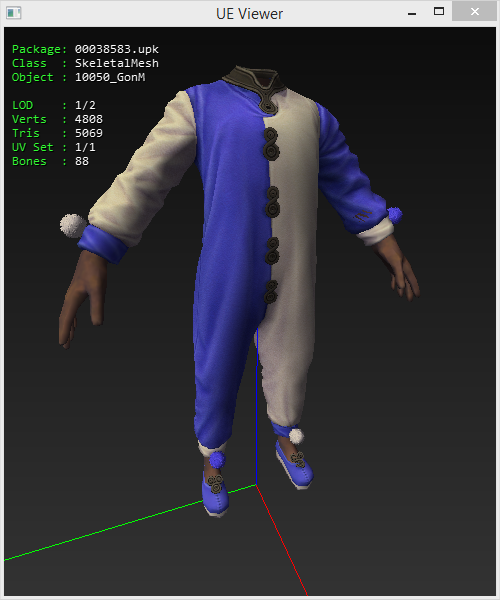 UE Viewer
Package: 00038583.upk
Class  : SkeletalMesh
Object : 10050_GonM
LOD    : 1/2
Verts  : 4808
Tris   : 5069
UV Set : 1/1
Bones  : 88